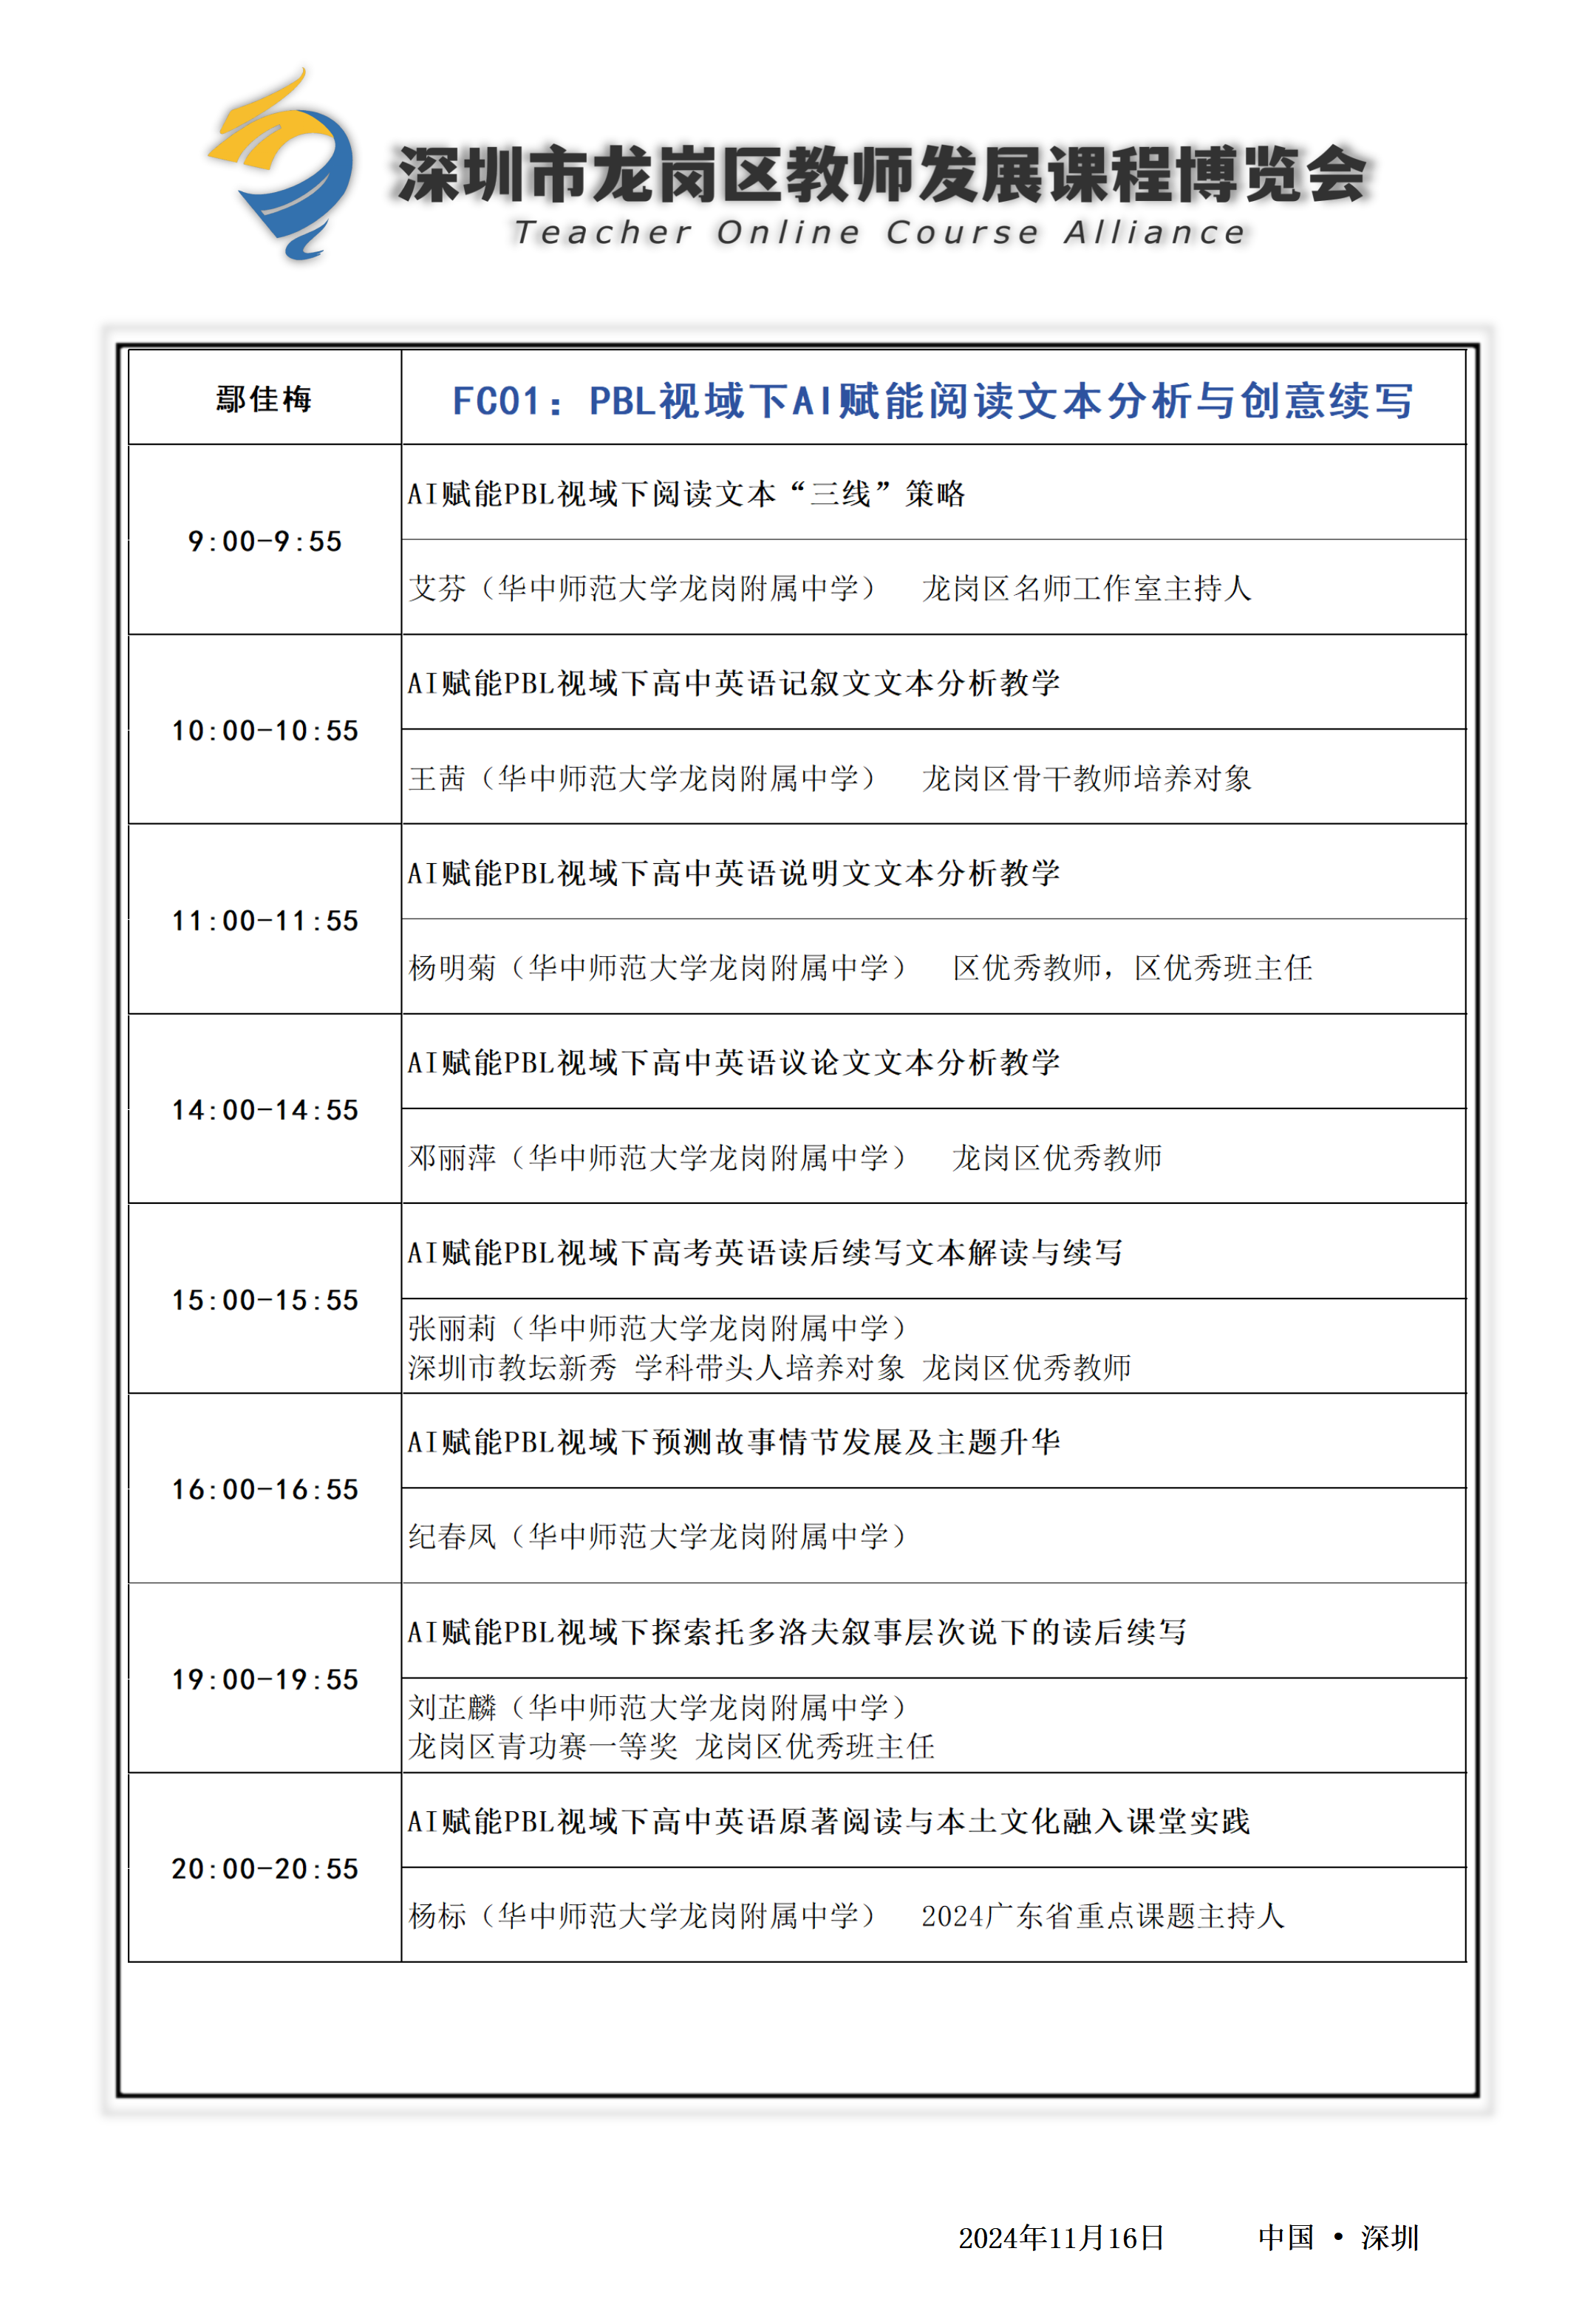 深圳市龙岗区教师发展课程博览会
Teacher Online Course Alliance
鄢佳梅
FC01：PBL视域下AI赋能阅读文本分析与创意续写
9:00-9:55
AI赋能PBL视域下阅读文本“三线”策略
艾芬（华中师范大学龙岗附属中学） 龙岗区名师工作室主持人
10:00-10:55
AI赋能PBL视域下高中英语记叙文文本分析教学
王茜（华中师范大学龙岗附属中学） 龙岗区骨干教师培养对象
11:00-11:55
AI赋能PBL视域下高中英语说明文文本分析教学
杨明菊（华中师范大学龙岗附属中学） 区优秀教师，区优秀班主任
14:00-14:55
AI赋能PBL视域下高中英语议论文文本分析教学
邓丽萍（华中师范大学龙岗附属中学） 龙岗区优秀教师
15:00-15:55
AI赋能PBL视域下高考英语读后续写文本解读与续写
张丽莉（华中师范大学龙岗附属中学）
深圳市教坛新秀 学科带头人培养对象 龙岗区优秀教师
16:00-16:55
AI赋能PBL视域下预测故事情节发展及主题升华
纪春凤（华中师范大学龙岗附属中学）
19:00-19:55
AI赋能PBL视域下探索托多洛夫叙事层次说下的读后续写
刘芷麟（华中师范大学龙岗附属中学）
龙岗区青功赛一等奖 龙岗区优秀班主任
20:00-20:55
AI赋能PBL视域下高中英语原著阅读与本土文化融入课堂实践
杨标（华中师范大学龙岗附属中学） 2024广东省重点课题主持人
2024年11月16日 中国 • 深圳